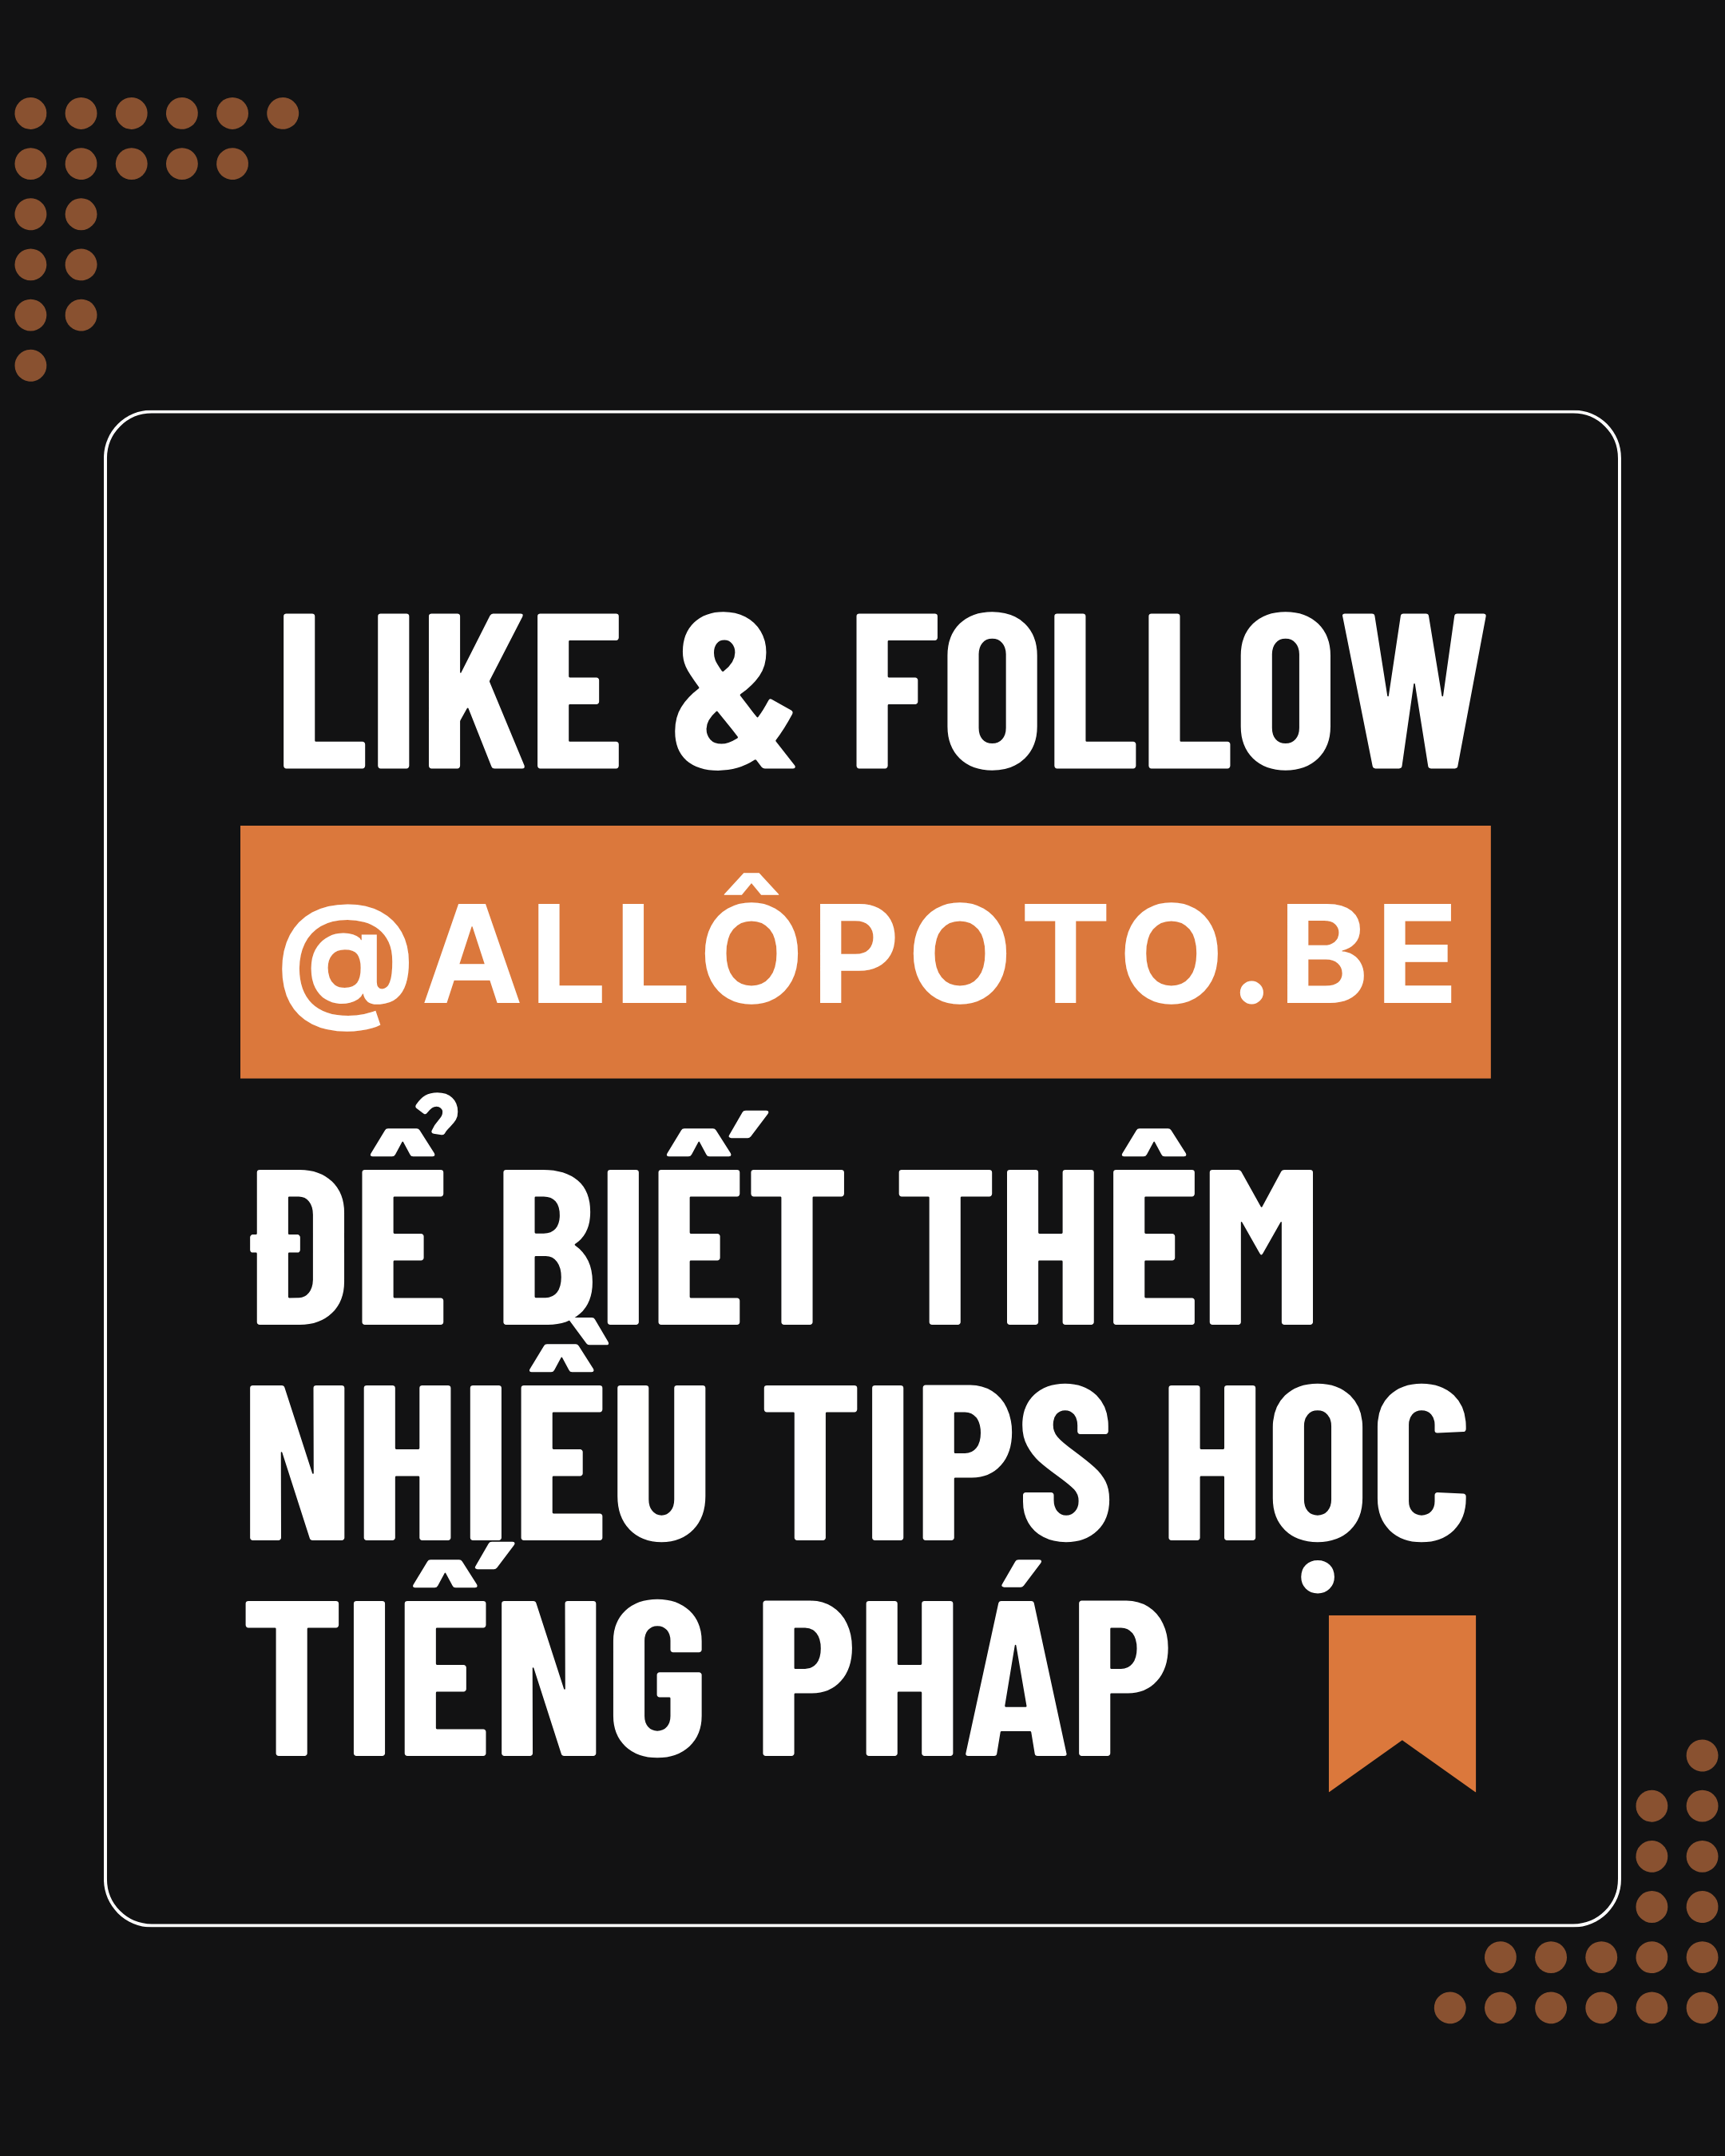 LIKE & FOLLOW
@ALLÔPOTO.BE
ĐỂ BIẾT THÊM
NHIỀU TIPS HỌC
TIẾNG PHÁP